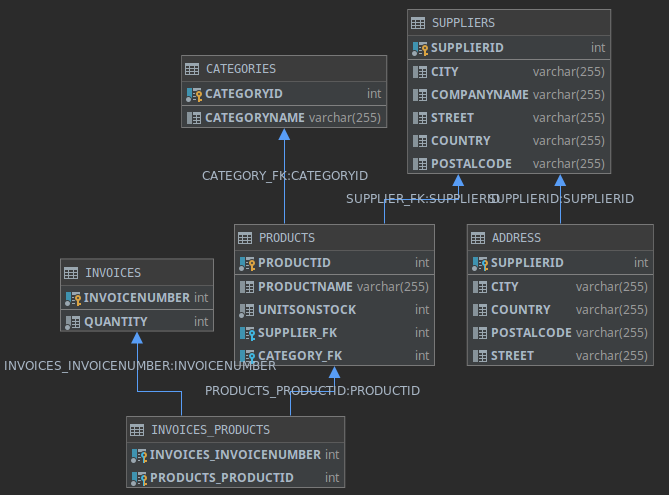 SUPPLIERS
SUPPLIERID int
CITY varchar(255)
COMPANYNAME varchar(255)
STREET varchar(255)
COUNTRY varchar(255)
POSTALCODE varchar(255)
CATEGORIES
CATEGORYID int
CATEGORYNAME varchar(255)
CATEGORY_FK:CATEGORYID
SUPPLIER_FK:SUPPLIERID
SUPPLIERID:SUPPLIERID
PRODUCTS
PRODUCTID int
PRODUCTNAME varchar(255)
UNITSONSTOCK int
SUPPLIER_FK int
CATEGORY_FK int
ADDRESS
SUPPLIERID int
CITY varchar(255)
COUNTRY varchar(255)
POSTALCODE varchar(255)
STREET varchar(255)
INVOICES
INVOICENUMBER int
QUANTITY int
INVOICES_INVOICENUMBER:INVOICENUMBER
PRODUCTS_PRODUCTID:PRODUCTID
INVOICES_PRODUCTS
INVOICES_INVOICENUMBER int
PRODUCTS_PRODUCTID int